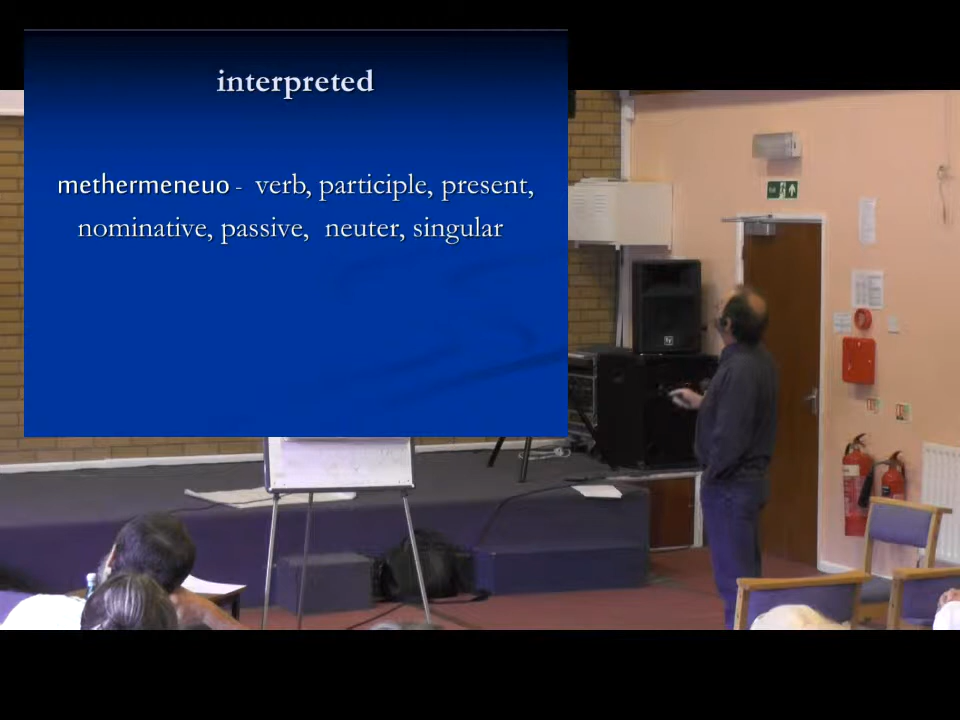 interpreted
methermeneuo - verb, participle, present,
nominative, passive, neuter, singular